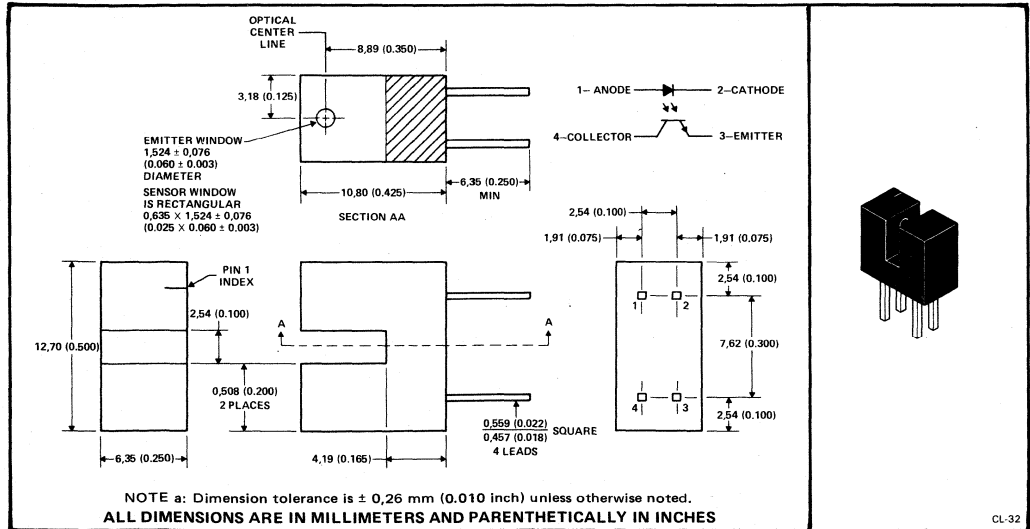 OPTICAL
CENTER
LINE
8,89 (0.350)
3,18 (0.125)
EMITTER WINDOW
1,524 ± 0,076
(0.060 ± 0.003)
DIAMETER
SENSOR WINDOW
IS RECTANGULAR
0,635 X 1,524 ± 0,076
(0.025 X 0.060 ± 0.003)
10,80 (0.425)
6,35 (0.250)
MIN
SECTION AA
1– ANODE
2–CATHODE
4–COLLECTOR
3–EMITTER
2,54 (0.100)
1,91 (0.075)
1,91 (0.075)
PIN 1
INDEX
2,54 (0.100)
12,70 (0.500)
0,508 (0.200)
2 PLACES
6,35 (0.250)
A
A
4,19 (0.165)
0,559 (0.022)
0,457 (0.018)
SQUARE
4 LEADS
1
2
4
3
2,54 (0.100)
7,62 (0.300)
2,54 (0.100)
NOTE a: Dimension tolerance is ± 0,26 mm (0.010 inch) unless otherwise noted.
ALL DIMENSIONS ARE IN MILLIMETERS AND PARENTHETICALLY IN INCHES
CL-32